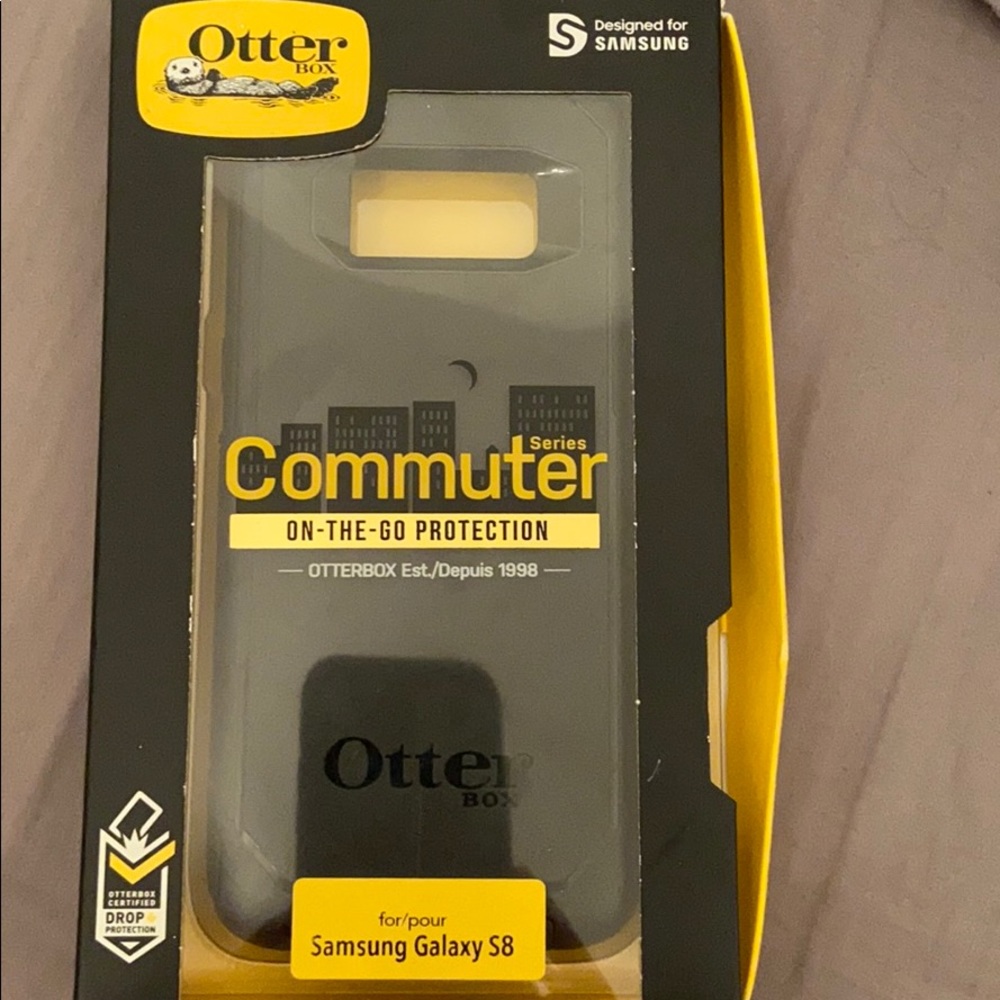 Otter
BOX
Designed for
SAMSUNG
Series
Commuter
ON-THE-GO PROTECTION
OTTERBOX Est./Depuis 1998
Otter
BOX
OTTERBOX
CERTIFIED
DROP+
PROTECTION
for/pour
Samsung Galaxy S8